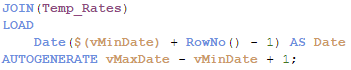 JOIN(Temp_Rates)
LOAD
Date($(vMinDate) + RowNo() - 1) AS Date
AUTOGENERATE vMaxDate - vMinDate + 1;